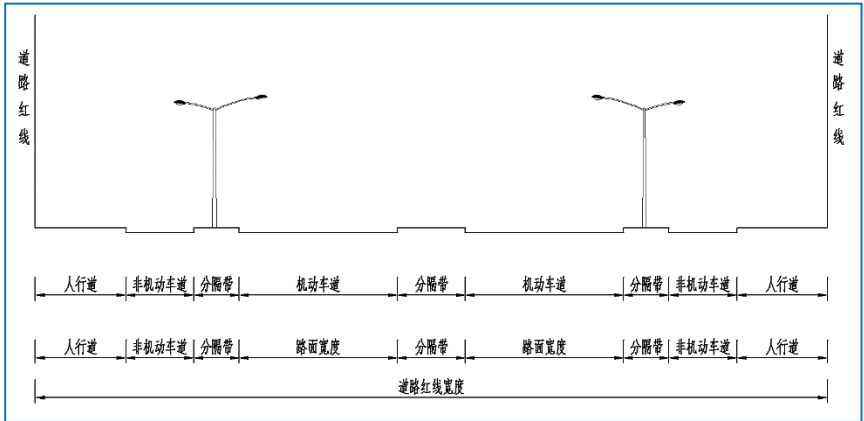 道路红线
道路红线
人行道 非机动车道 分隔带 机动车道 分隔带 机动车道 分隔带 非机动车道 人行道
人行道 非机动车道 分隔带 路面宽度 分隔带 路面宽度 分隔带 非机动车道 人行道
道路红线宽度